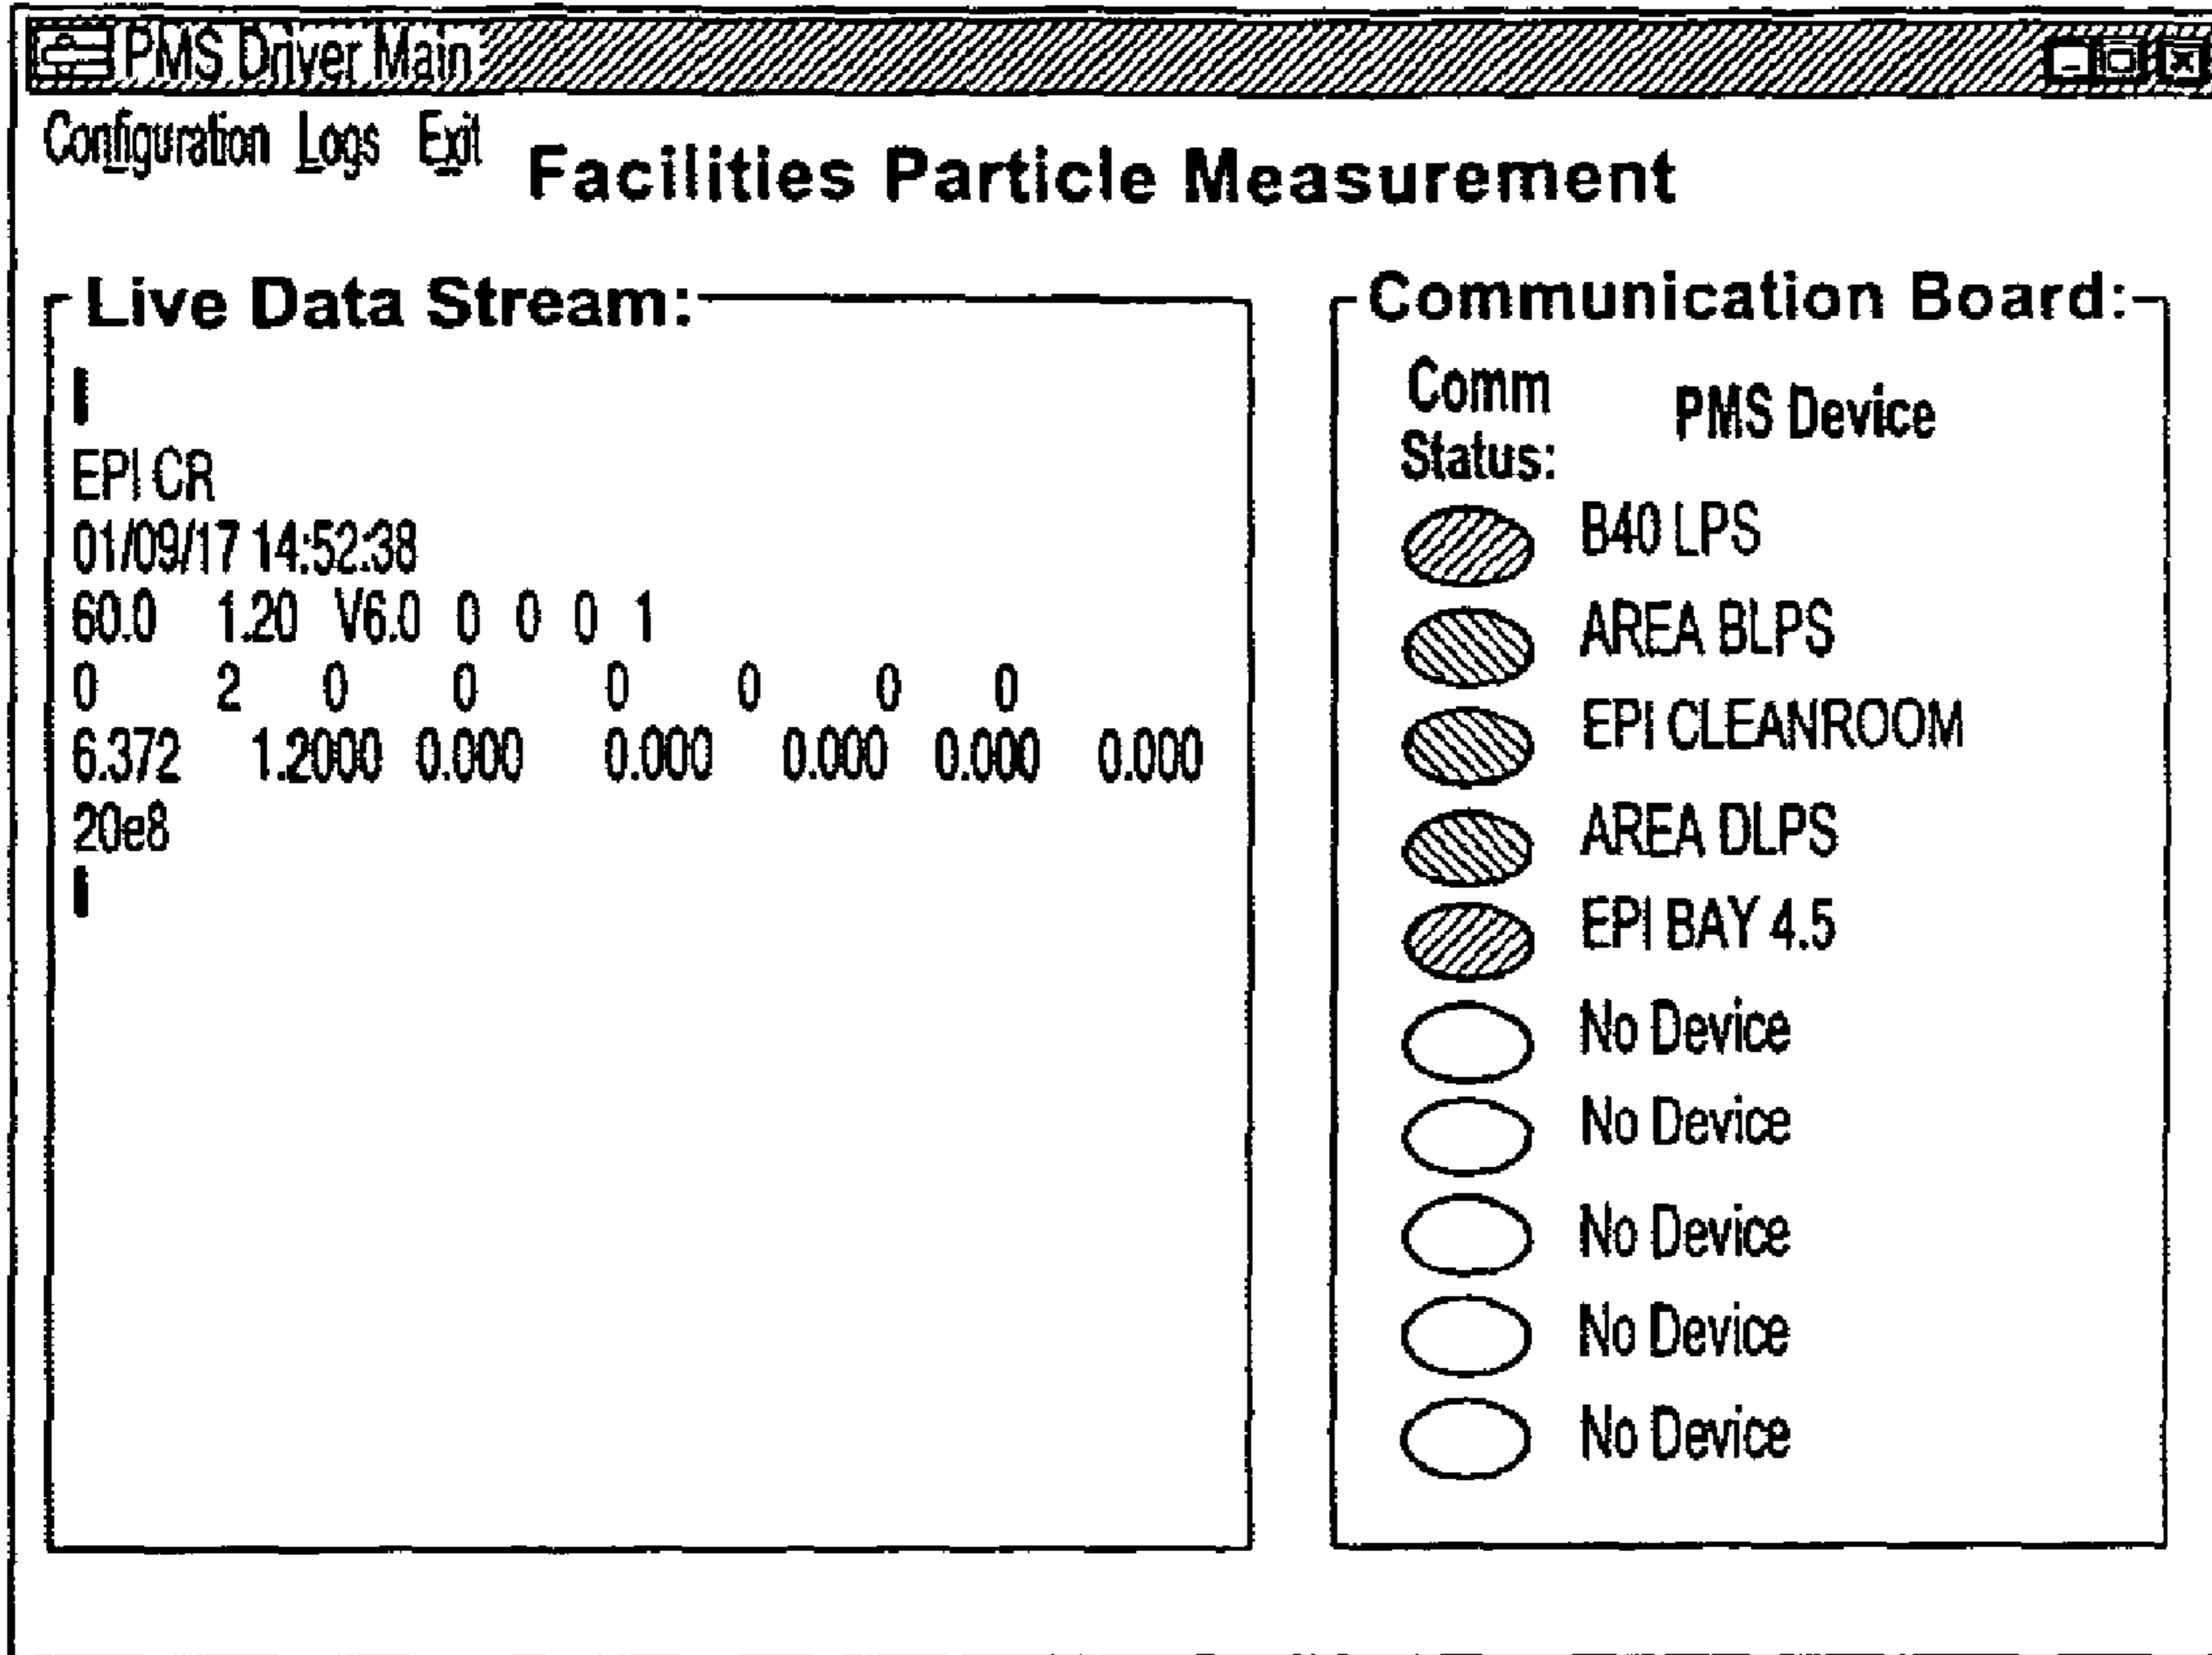 PMS Driver Main
Configuration Logs Exit
Facilities Particle Measurement
Live Data Stream:
EPI CR
01/09/17 14:52:38
60.0 1.20 V6.0 0 0 0 1
0 2 0 0 0 0 0 0
6.372 1.2000 0.000 0.000 0.000 0.000 0.000
20e8
Communication Board:
Comm Status:
PMS Device
B40 LPS
AREA BLPS
EPI CLEANROOM
AREA DLPS
EPI BAY 4.5
No Device
No Device
No Device
No Device
No Device